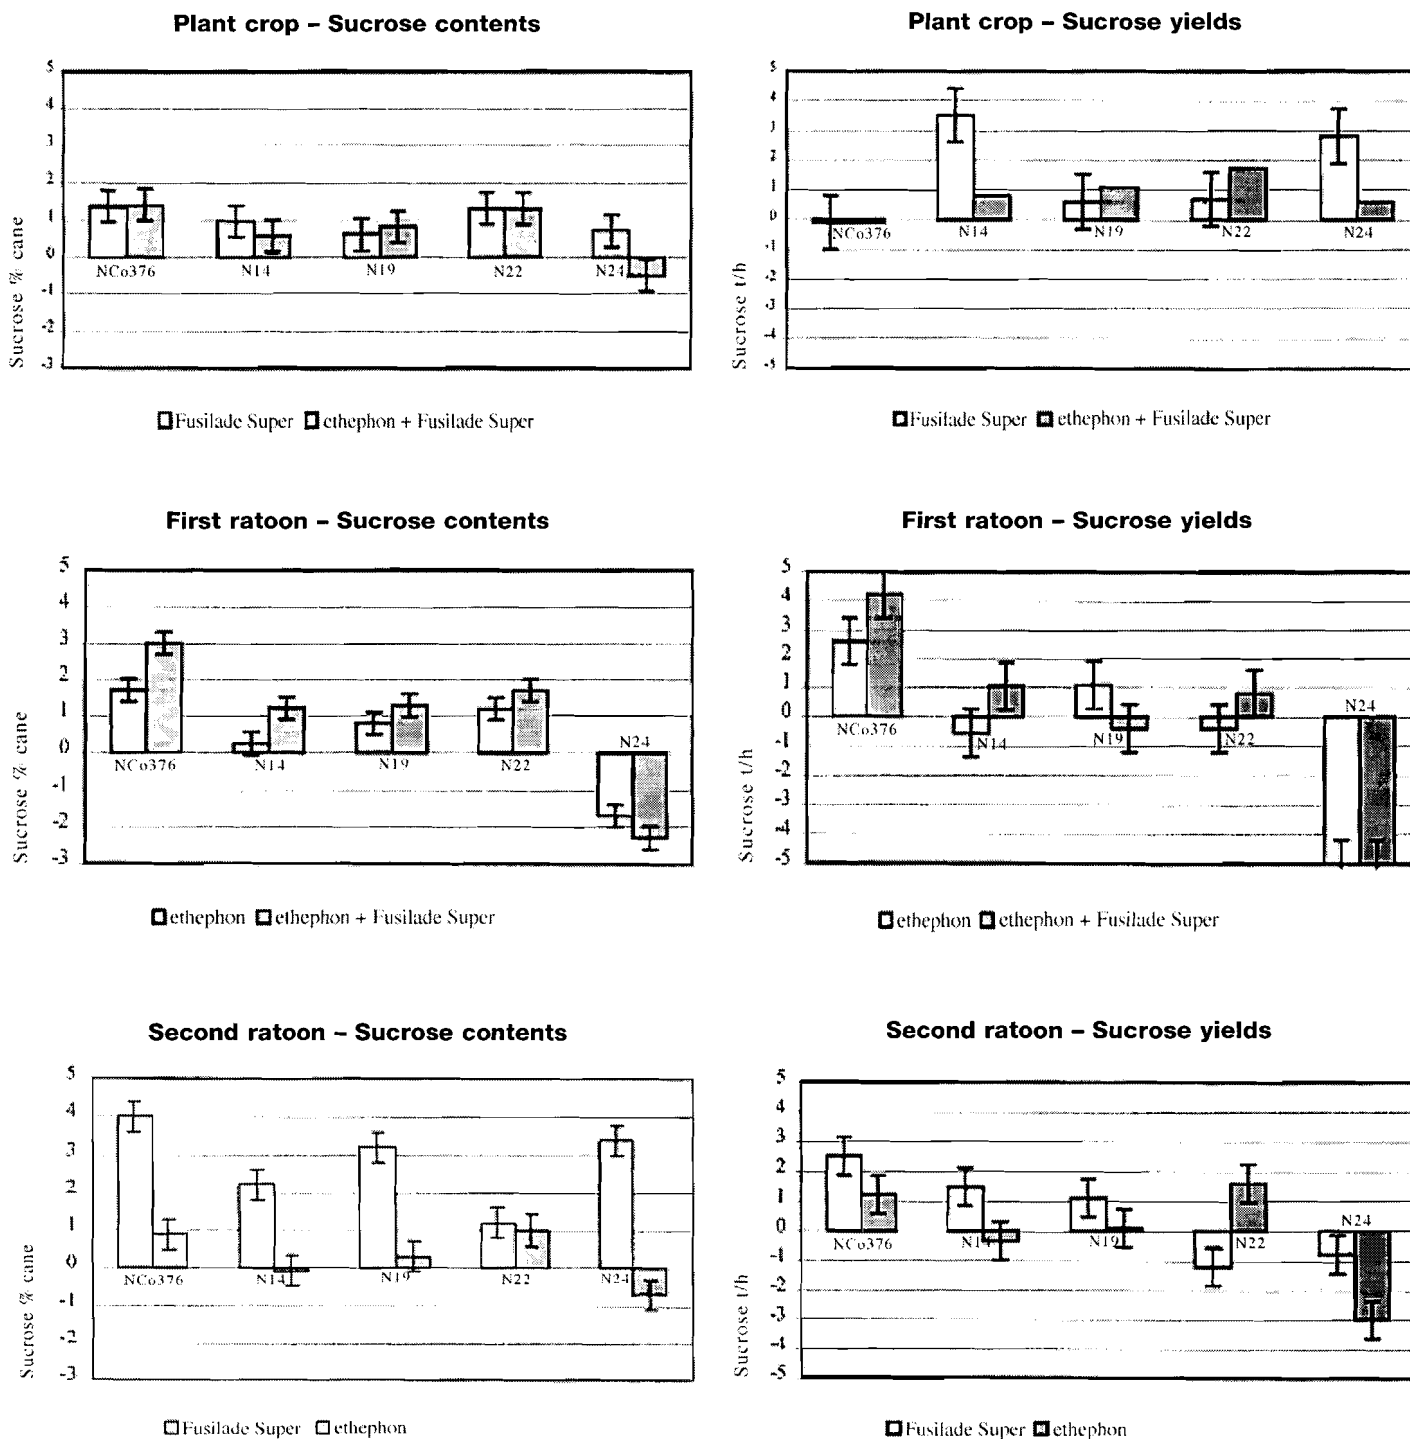 Plant crop – Sucrose contents
5
4
3
2
1
0
-1
-2
-3
Sucrose % cane
NCo376 N14 N19 N22 N24
Fusilade Super ethephon + Fusilade Super
Plant crop – Sucrose yields
5
4
3
2
1
0
-1
-2
-3
-4
-5
Sucrose t/h
NCo376 N14 N19 N22 N24
Fusilade Super ethephon + Fusilade Super
First ratoon – Sucrose contents
5
4
3
2
1
0
-1
-2
-3
Sucrose % cane
NCo376 N14 N19 N22 N24
ethephon ethephon + Fusilade Super
First ratoon – Sucrose yields
5
4
3
2
1
0
-1
-2
-3
-4
-5
Sucrose t/h
NCo376 N14 N19 N22 N24
ethephon ethephon + Fusilade Super
Second ratoon – Sucrose contents
5
4
3
2
1
0
-1
-2
-3
Sucrose % cane
NCo376 N14 N19 N22 N24
Fusilade Super ethephon
Second ratoon – Sucrose yields
5
4
3
2
1
0
-1
-2
-3
-4
-5
Sucrose t/h
NCo376 N14 N19 N22 N24
Fusilade Super ethephon